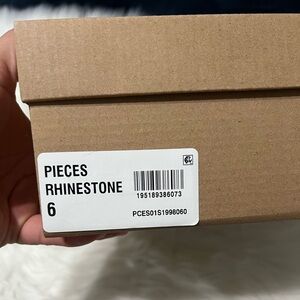 PIECES
RHINESTONE
6
195189386073
PCES01S1998060